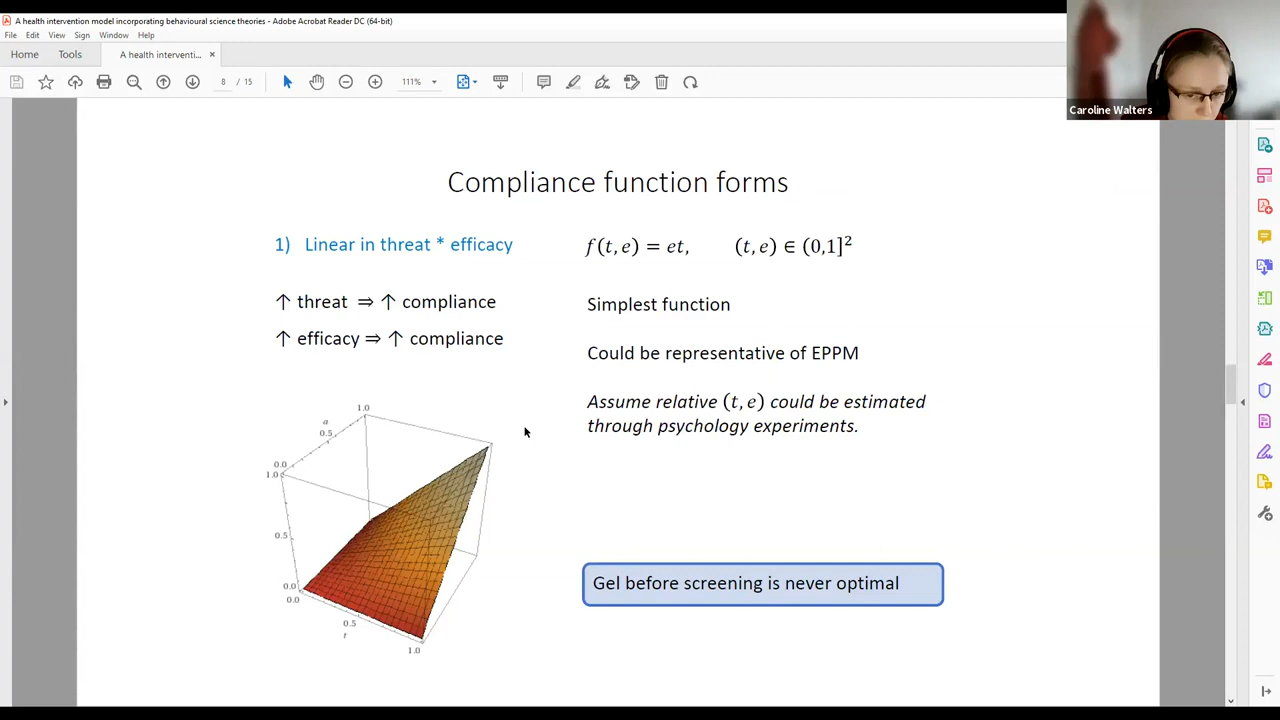 A health intervention model incorporating behavioural science theories - Adobe Acrobat Reader DC (64-bit)
File Edit View Sign Window Help
Home Tools A health interventi... ×
8 / 15 111%
Caroline Walters
Compliance function forms
1) Linear in threat * efficacy
f(t, e) = et, (t, e) ∈ (0,1]²
↑ threat ⇒ ↑ compliance
Simplest function
↑ efficacy ⇒ ↑ compliance
Could be representative of EPPM
Assume relative (t, e) could be estimated
through psychology experiments.
1.0
a
0.5
0.0
1.0
0.5
0.0
0.0
0.5
t
1.0
Gel before screening is never optimal